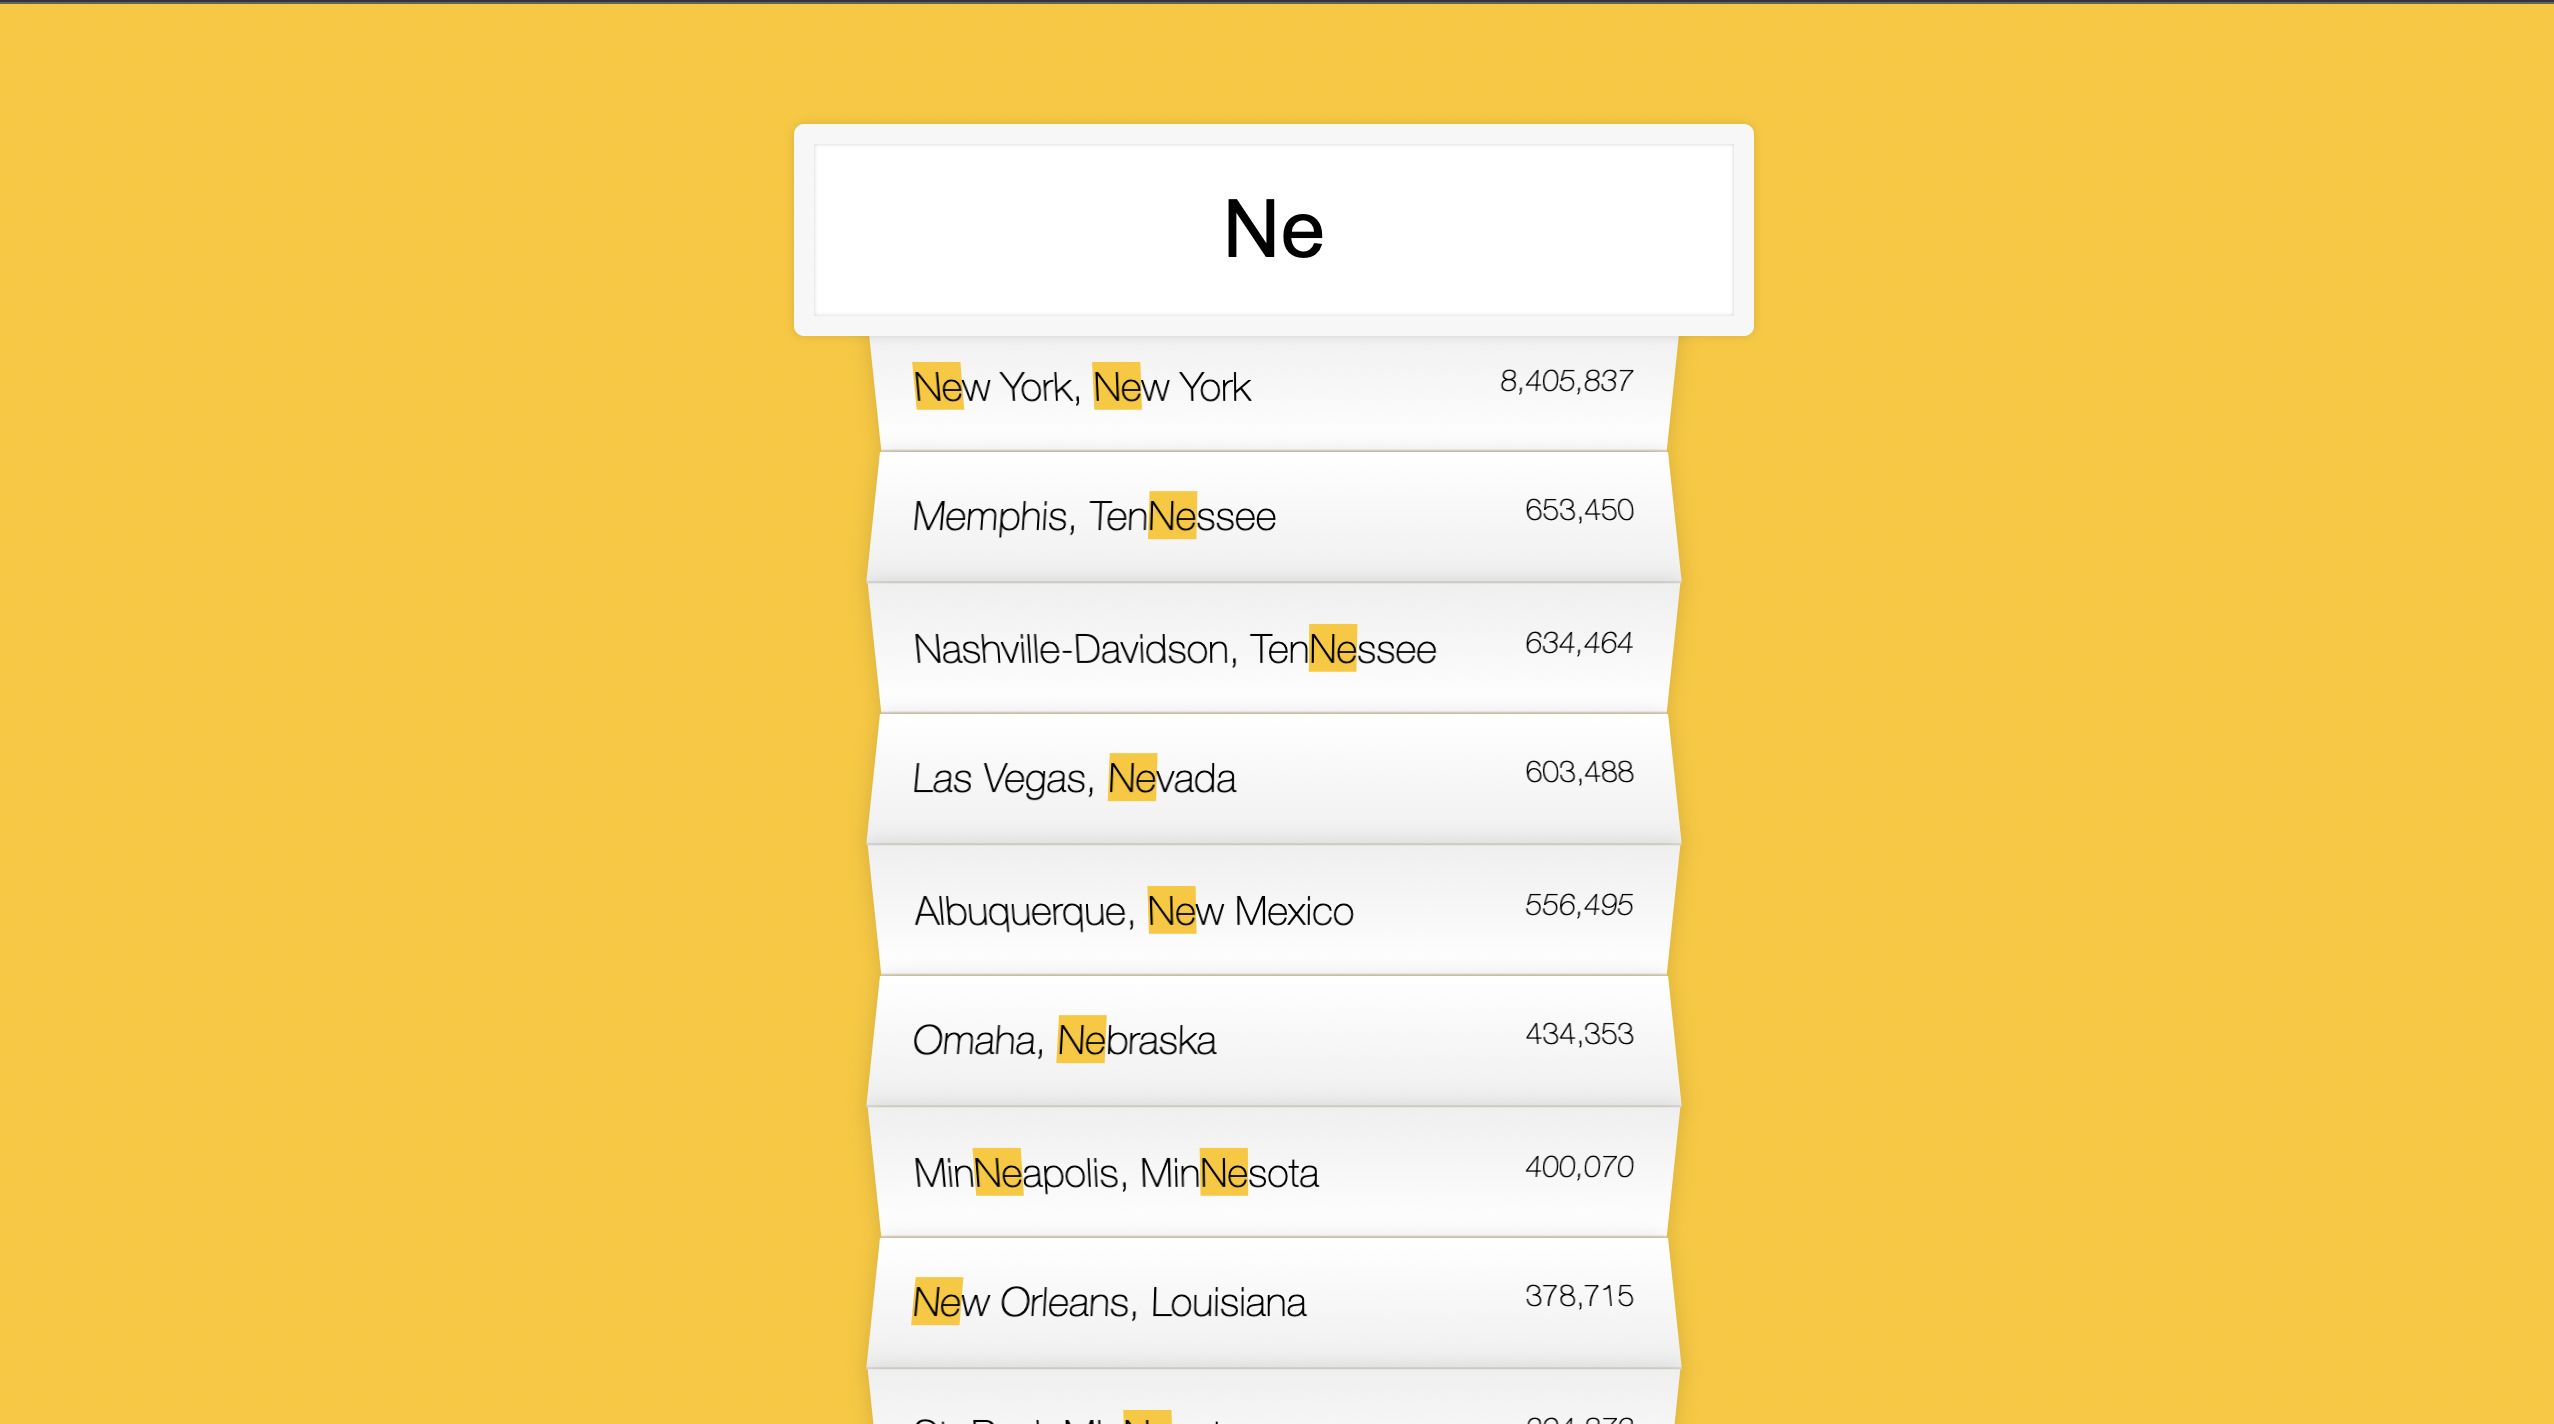 Ne
New York, New York 8,405,837
Memphis, TenNessee 653,450
Nashville-Davidson, TenNessee 634,464
Las Vegas, Nevada 603,488
Albuquerque, New Mexico 556,495
Omaha, Nebraska 434,353
MinNeapolis, MinNesota 400,070
New Orleans, Louisiana 378,715